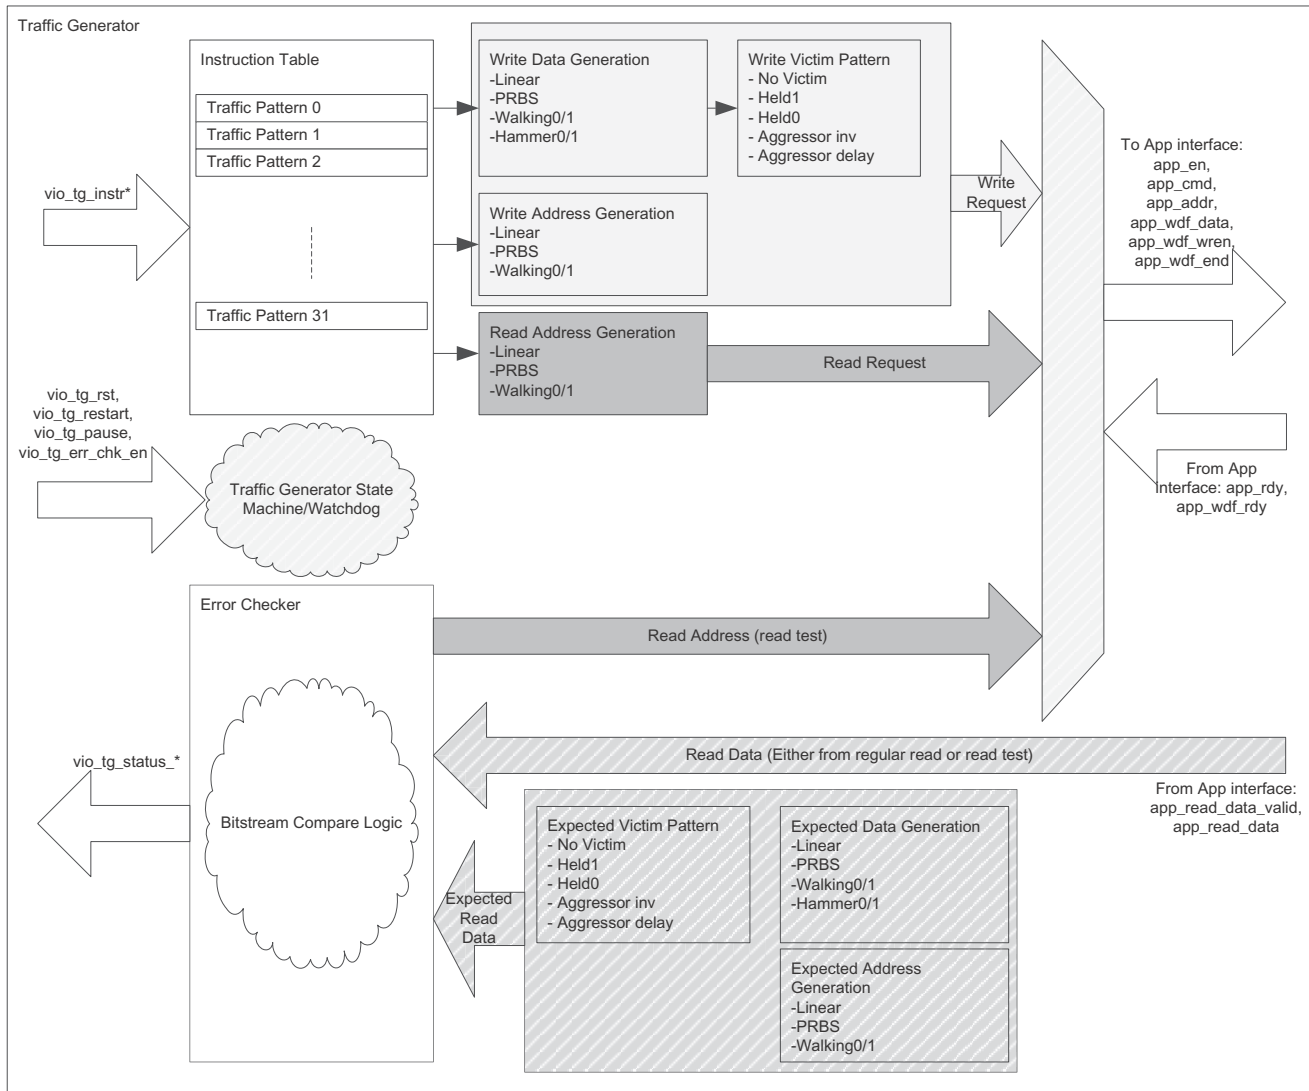 Traffic Generator
Instruction Table
Traffic Pattern 0
Traffic Pattern 1
Traffic Pattern 2
Traffic Pattern 31
vio_tg_instr*
Write Data Generation
-Linear
-PRBS
-Walking0/1
-Hammer0/1
Write Victim Pattern
- No Victim
- Held1
- Held0
- Aggressor inv
- Aggressor delay
Write Address Generation
-Linear
-PRBS
-Walking0/1
Write
Request
Read Address Generation
-Linear
-PRBS
-Walking0/1
Read Request
To App interface:
app_en,
app_cmd,
app_addr,
app_wdf_data,
app_wdf_wren,
app_wdf_end
From App
interface: app_rdy,
app_wdf_rdy
vio_tg_rst,
vio_tg_restart,
vio_tg_pause,
vio_tg_err_chk_en
Traffic Generator State
Machine/Watchdog
Error Checker
Read Address (read test)
Bitstream Compare Logic
vio_tg_status_*
Read Data (Either from regular read or read test)
From App interface:
app_read_data_valid,
app_read_data
Expected
Read
Data
Expected Victim Pattern
- No Victim
- Held1
- Held0
- Aggressor inv
- Aggressor delay
Expected Data Generation
-Linear
-PRBS
-Walking0/1
-Hammer0/1
Expected Address
Generation
-Linear
-PRBS
-Walking0/1